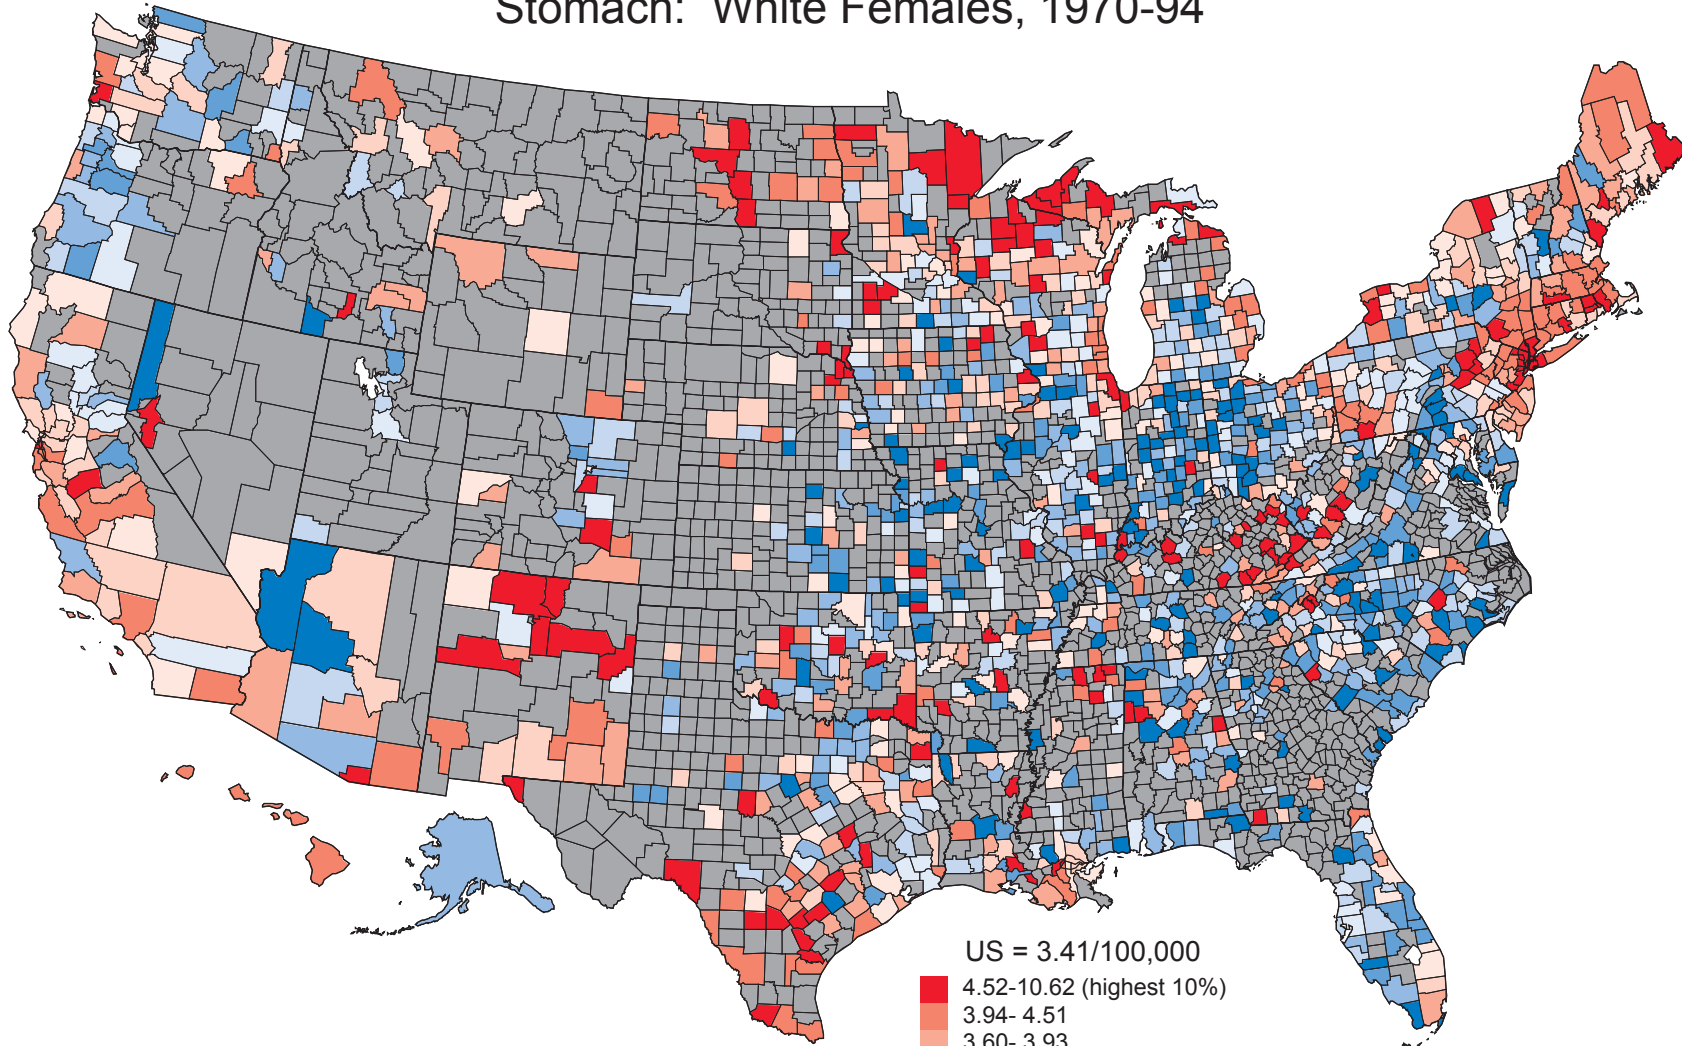 Stomach: White Females, 1970-94
US = 3.41/100,000
4.52-10.62 (highest 10%)
3.94- 4.51
3.60- 3.93